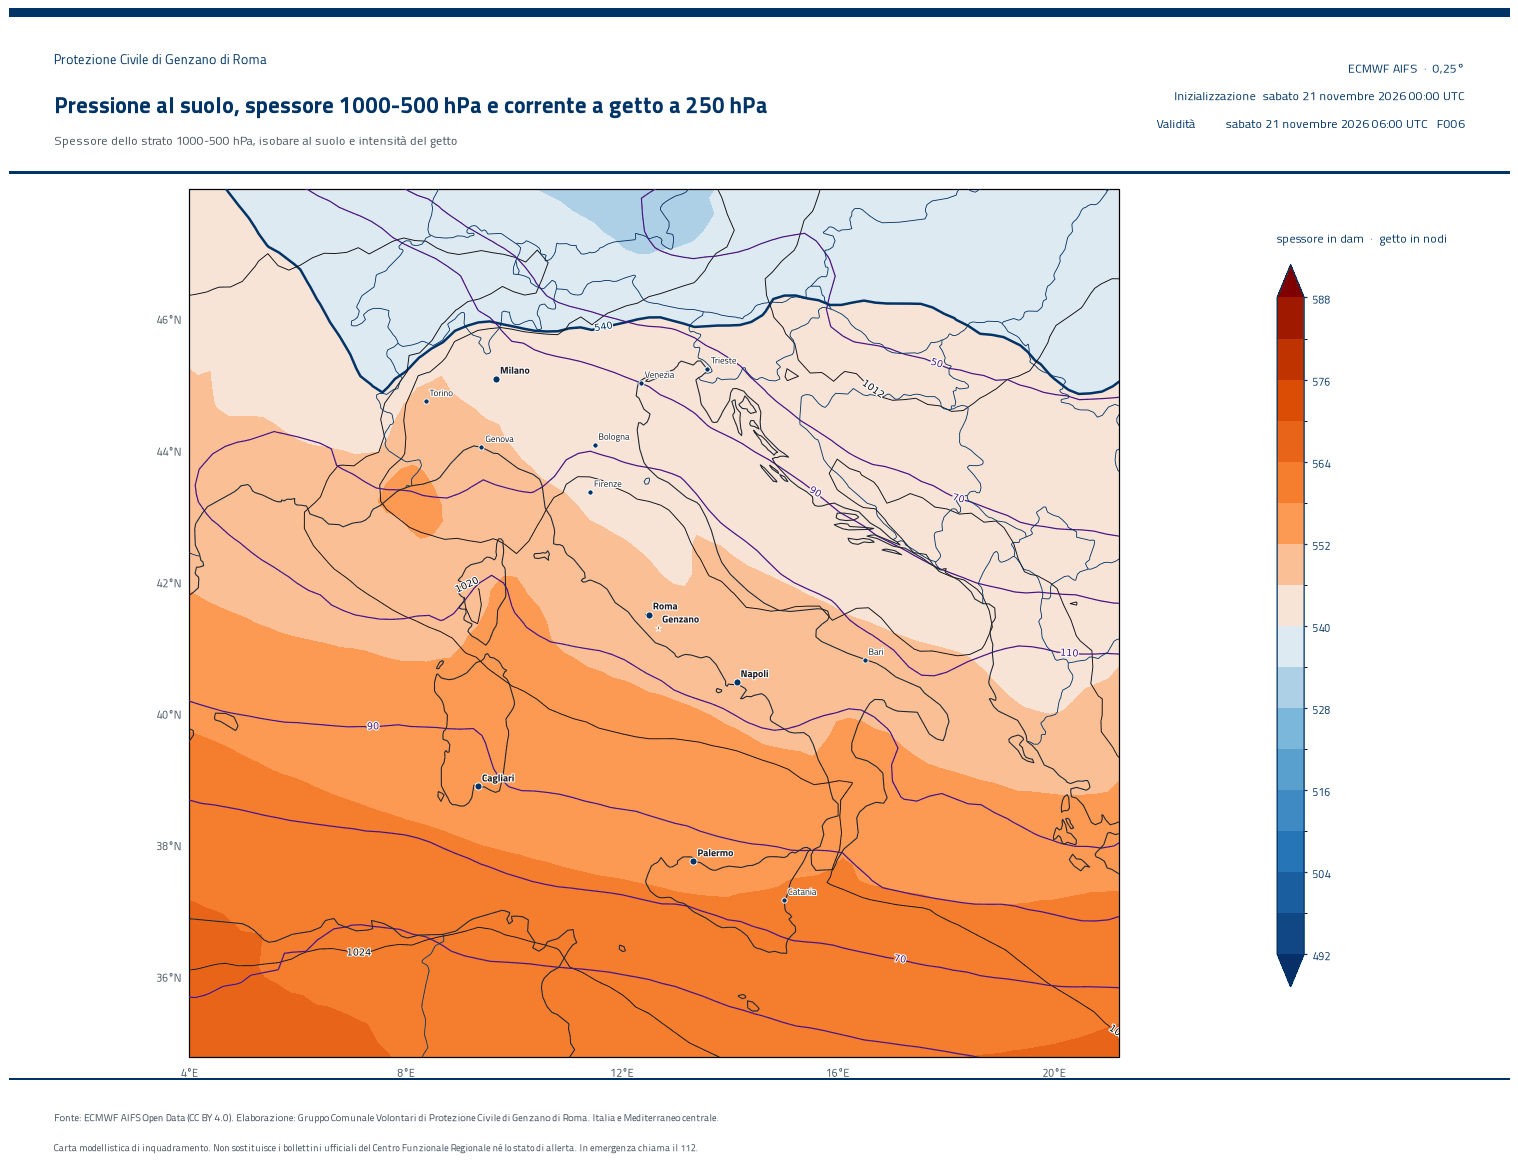 Protezione Civile di Genzano di Roma
Pressione al suolo, spessore 1000-500 hPa e corrente a getto a 250 hPa
Spessore dello strato 1000-500 hPa, isobare al suolo e intensità del getto
ECMWF AIFS · 0,25°
Inizializzazione sabato 21 novembre 2026 00:00 UTC
Validità sabato 21 novembre 2026 06:00 UTC F006
spessore in dam · getto in nodi
588
576
564
552
540
528
516
504
492
46°N
44°N
42°N
40°N
38°N
36°N
4°E
8°E
12°E
16°E
20°E
540
50
Milano
Venezia
Trieste
1012
Torino
Genova
Bologna
Firenze
90
70
1020
Roma
Genzano
Bari
110
Napoli
90
Cagliari
Palermo
Catania
1024
70
Fonte: ECMWF AIFS Open Data (CC BY 4.0). Elaborazione: Gruppo Comunale Volontari di Protezione Civile di Genzano di Roma. Italia e Mediterraneo centrale.
Carta modellistica di inquadramento. Non sostituisce i bollettini ufficiali del Centro Funzionale Regionale né lo stato di allerta. In emergenza chiama il 112.